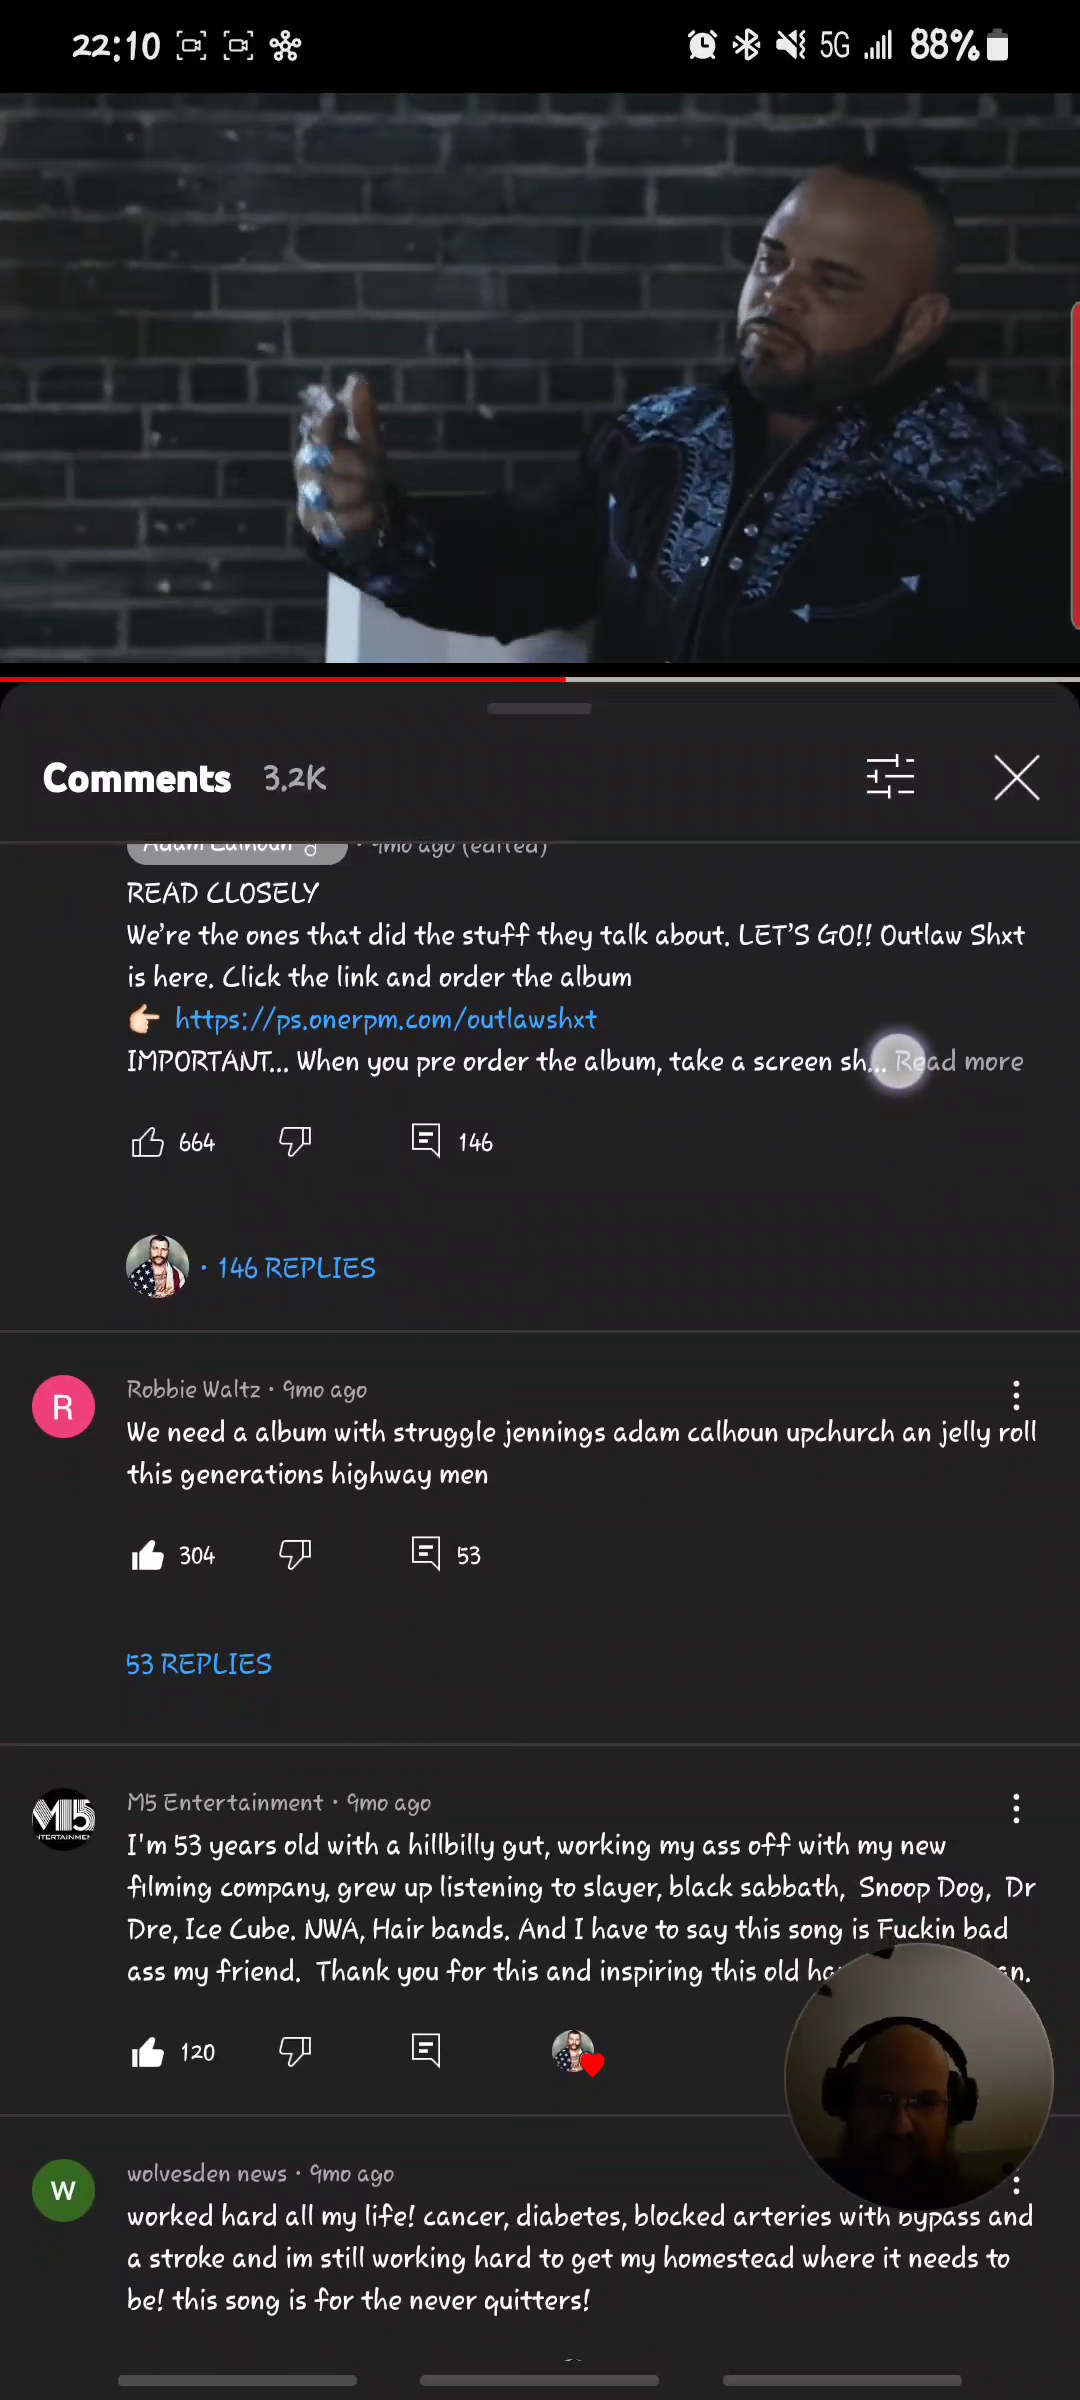 22:10 5G 88%
Comments 3.2K
Adam Calhoun · 9mo ago (edited)
READ CLOSELY
We’re the ones that did the stuff they talk about. LET’S GO!! Outlaw Shxt
is here. Click the link and order the album
👉🏻 https://ps.onerpm.com/outlawshxt
IMPORTANT... When you pre order the album, take a screen sh... Read more
664 146
· 146 REPLIES
R
Robbie Waltz · 9mo ago
We need a album with struggle jennings adam calhoun upchurch an jelly roll
this generations highway men
304 53
53 REPLIES
M5
M5 Entertainment · 9mo ago
I'm 53 years old with a hillbilly gut, working my ass off with my new
filming company, grew up listening to slayer, black sabbath, Snoop Dog, Dr
Dre, Ice Cube. NWA, Hair bands. And I have to say this song is Fuckin bad
ass my friend. Thank you for this and inspiring this old
120
W
wolvesden news · 9mo ago
worked hard all my life! cancer, diabetes, blocked arteries with bypass and
a stroke and im still working hard to get my homestead where it needs to
be! this song is for the never quitters!